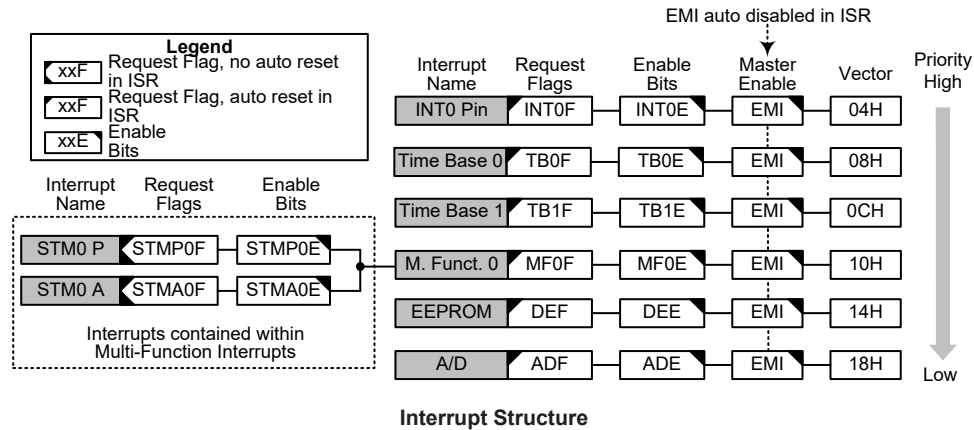 EMI auto disabled in ISR
Legend
xxF Request Flag, no auto reset in ISR
xxF Request Flag, auto reset in ISR
xxE Enable Bits
Interrupt Name Request Flags Enable Bits Master Enable Vector Priority High
INT0 Pin INT0F INT0E EMI 04H
Time Base 0 TB0F TB0E EMI 08H
Time Base 1 TB1F TB1E EMI 0CH
M. Funct. 0 MF0F MF0E EMI 10H
EEPROM DEF DEE EMI 14H
A/D ADF ADE EMI 18H
Low
Interrupt Name Request Flags Enable Bits
STM0 P STMP0F STMP0E
STM0 A STMA0F STMA0E
Interrupts contained within
Multi-Function Interrupts
Interrupt Structure